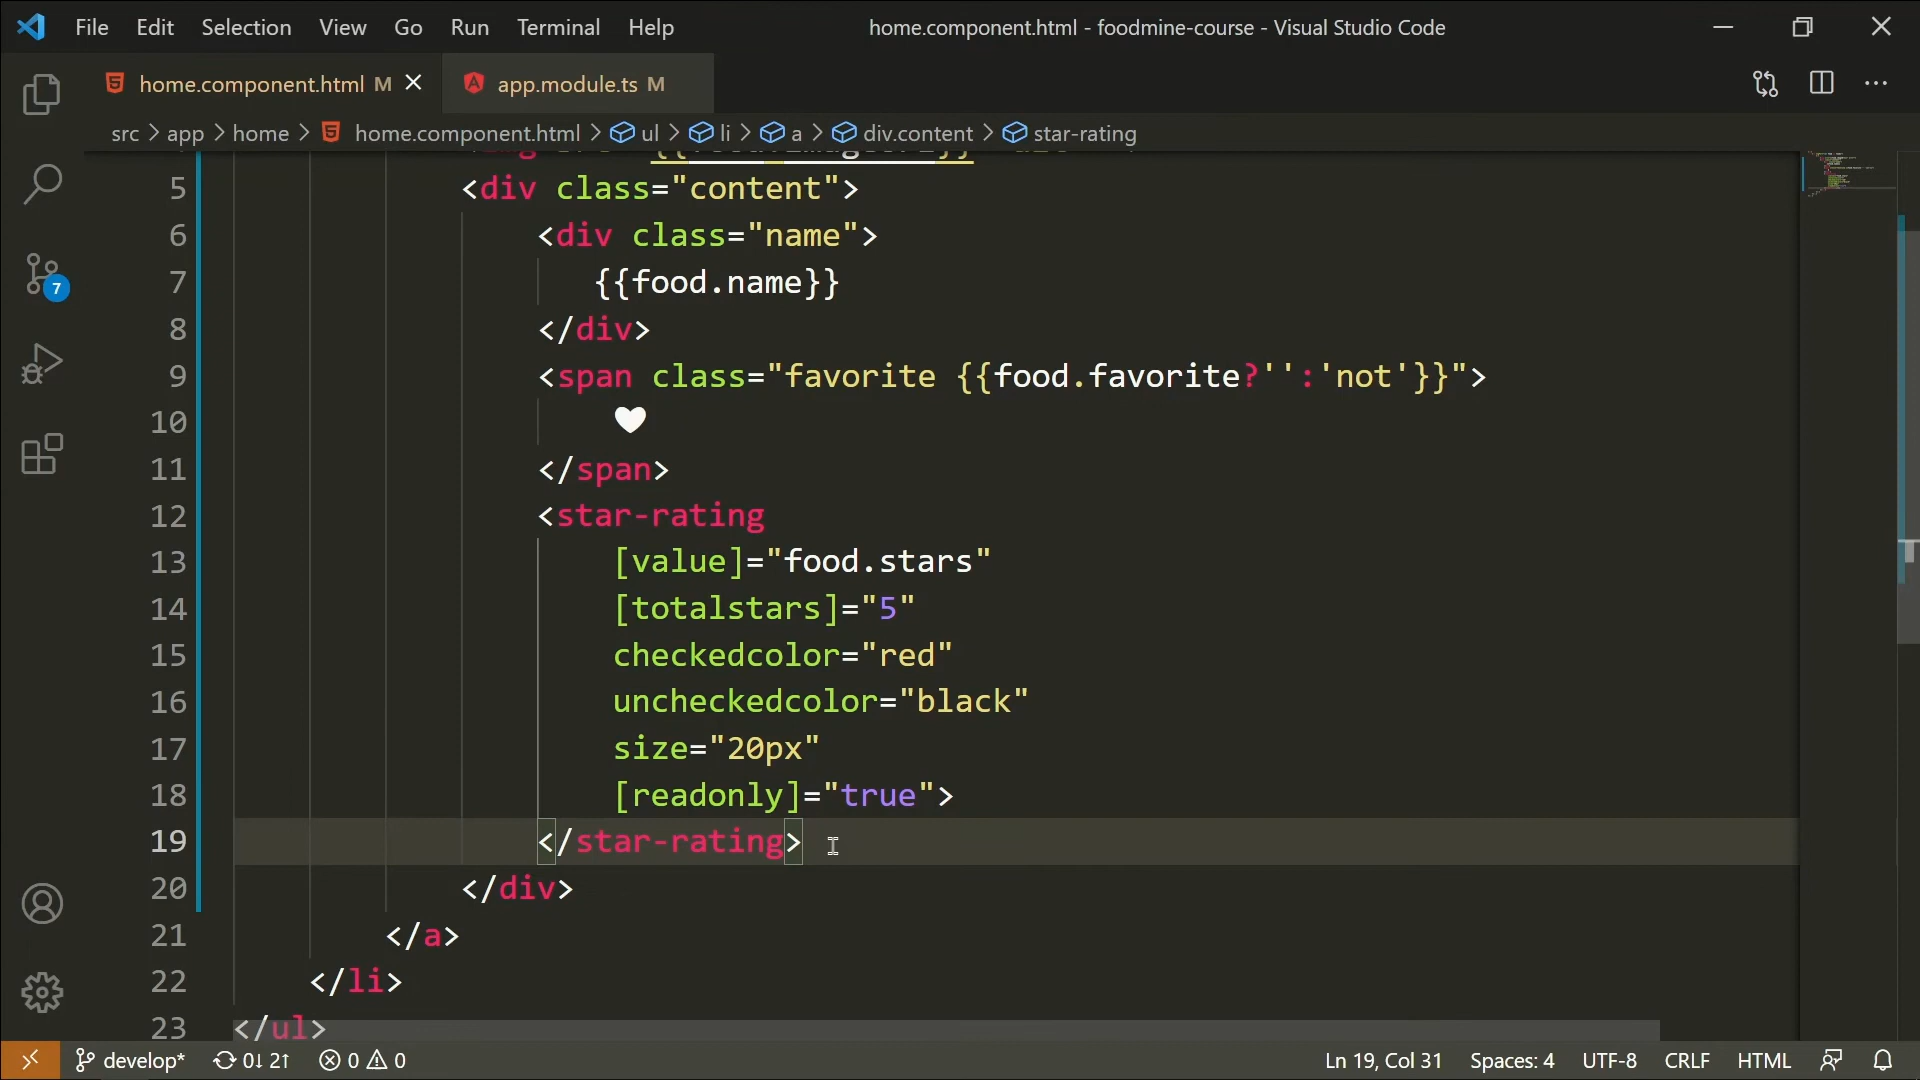 File Edit Selection View Go Run Terminal Help home.component.html - foodmine-course - Visual Studio Code
home.component.html M app.module.ts M
src > app > home > home.component.html > ul > li > a > div.content > star-rating
5 <div class="content">
6 <div class="name">
7 {{food.name}}
8 </div>
9 <span class="favorite {{food.favorite?'':'not'}}">
10 ♥
11 </span>
12 <star-rating
13 [value]="food.stars"
14 [totalstars]="5"
15 checkedcolor="red"
16 uncheckedcolor="black"
17 size="20px"
18 [readonly]="true">
19 </star-rating>
20 </div>
21 </a>
22 </li>
23 </ul>
7
develop* 0↓ 2↑ 0 0 Ln 19, Col 31 Spaces: 4 UTF-8 CRLF HTML